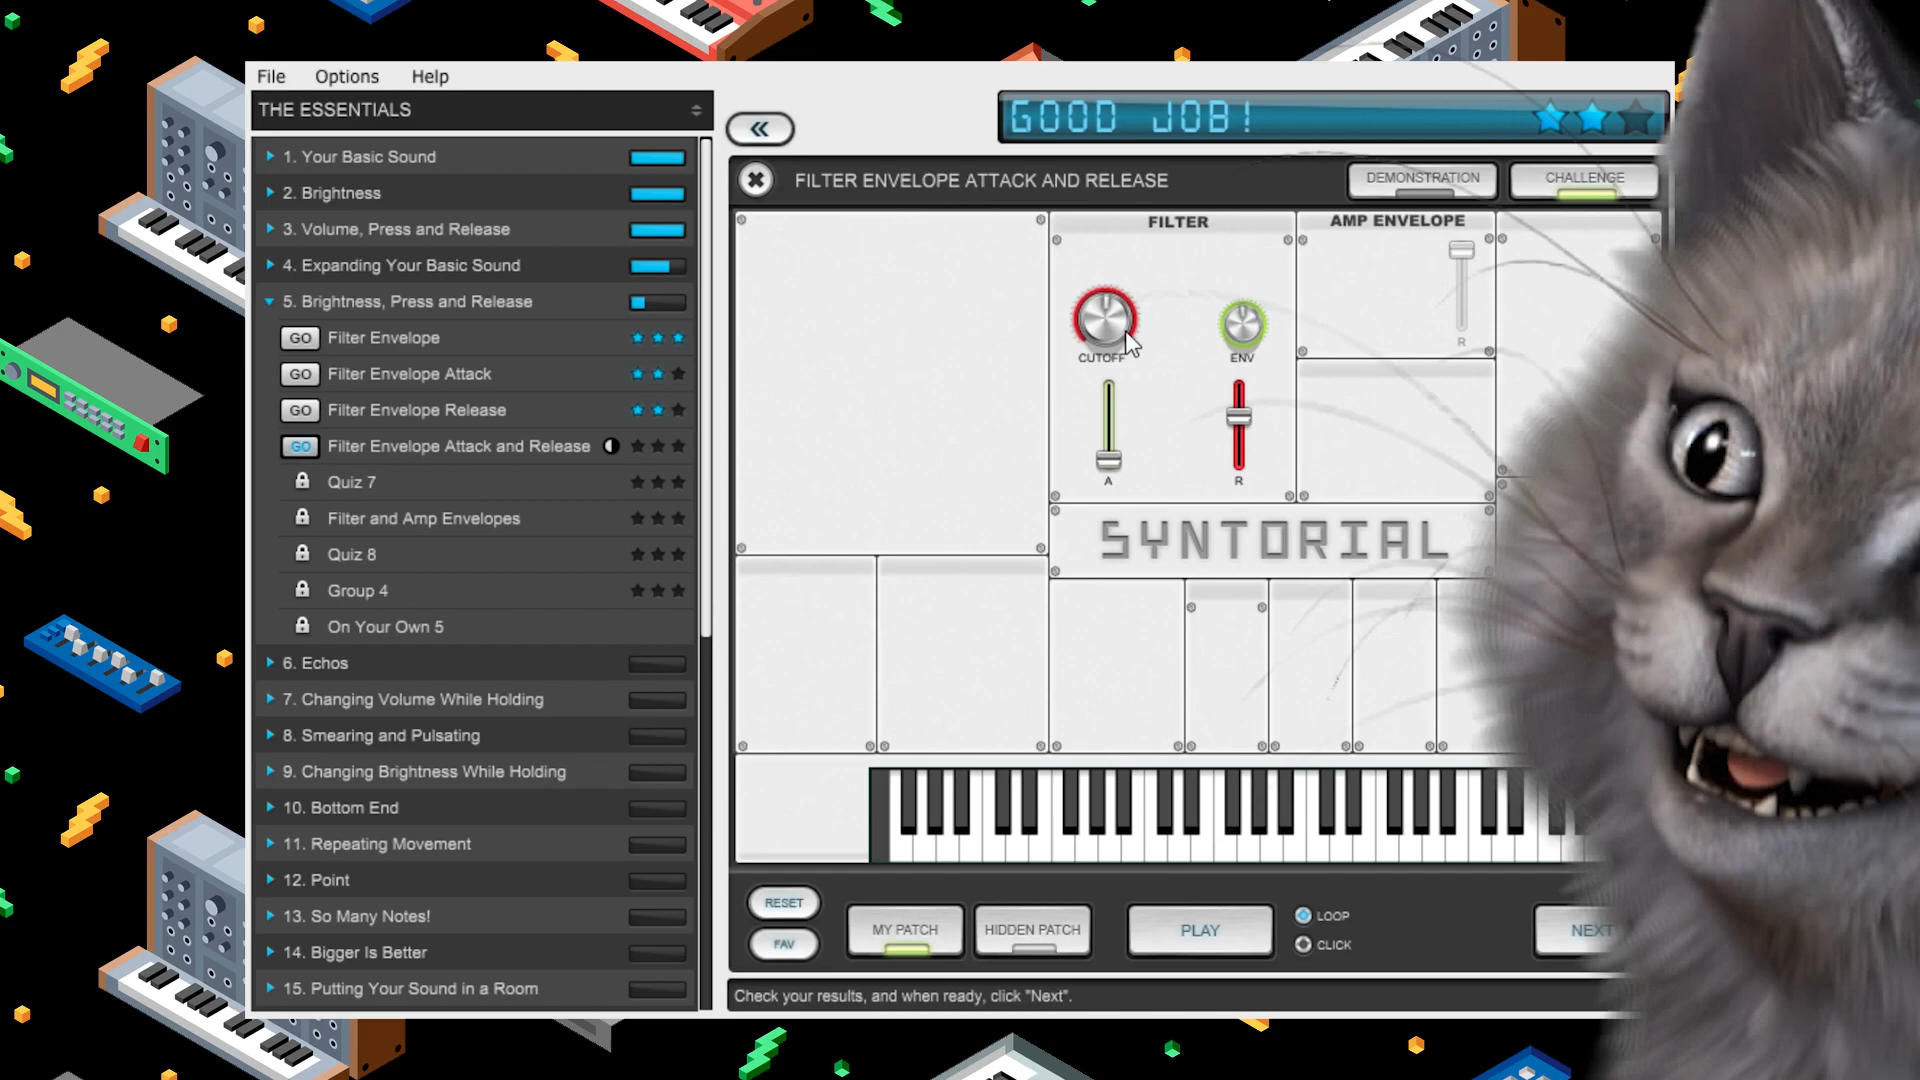 File Options Help
THE ESSENTIALS
1. Your Basic Sound
2. Brightness
3. Volume, Press and Release
4. Expanding Your Basic Sound
5. Brightness, Press and Release
GO Filter Envelope
GO Filter Envelope Attack
GO Filter Envelope Release
GO Filter Envelope Attack and Release
Quiz 7
Filter and Amp Envelopes
Quiz 8
Group 4
On Your Own 5
6. Echos
7. Changing Volume While Holding
8. Smearing and Pulsating
9. Changing Brightness While Holding
10. Bottom End
11. Repeating Movement
12. Point
13. So Many Notes!
14. Bigger Is Better
15. Putting Your Sound in a Room
GOOD JOB!
FILTER ENVELOPE ATTACK AND RELEASE
DEMONSTRATION
CHALLENGE
FILTER
AMP ENVELOPE
R
CUTOFF
ENV
A
R
SYNTORIAL
RESET
FAV
MY PATCH
HIDDEN PATCH
PLAY
LOOP
CLICK
NEXT
Check your results, and when ready, click "Next".